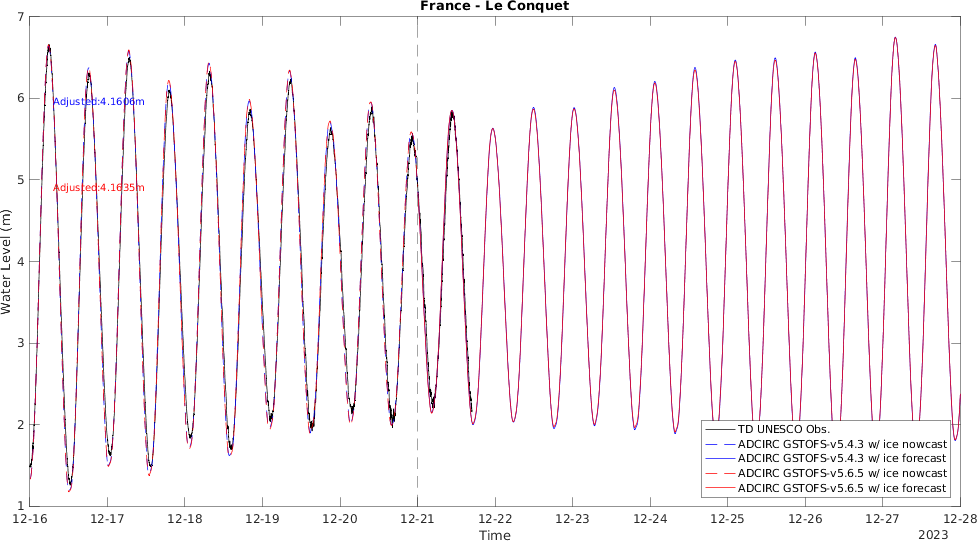 France - Le Conquet
7
6
5
4
3
2
1
Water Level (m)
Adjusted:4.1606m
Adjusted:4.1635m
TD UNESCO Obs.
ADCIRC GSTOFS-v5.4.3 w/ ice nowcast
ADCIRC GSTOFS-v5.4.3 w/ ice forecast
ADCIRC GSTOFS-v5.6.5 w/ ice nowcast
ADCIRC GSTOFS-v5.6.5 w/ ice forecast
12-16 12-17 12-18 12-19 12-20 12-21 12-22 12-23 12-24 12-25 12-26 12-27 12-28
Time
2023